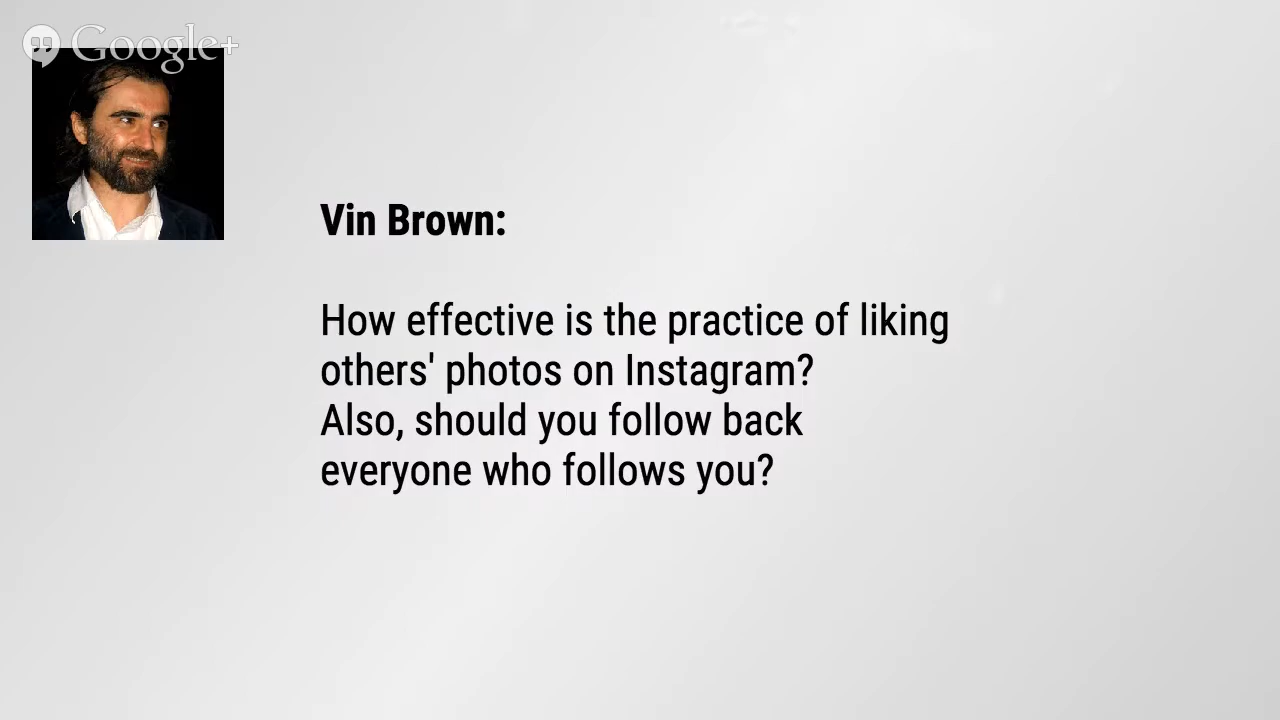 Google+
Vin Brown:
How effective is the practice of liking
others' photos on Instagram?
Also, should you follow back
everyone who follows you?